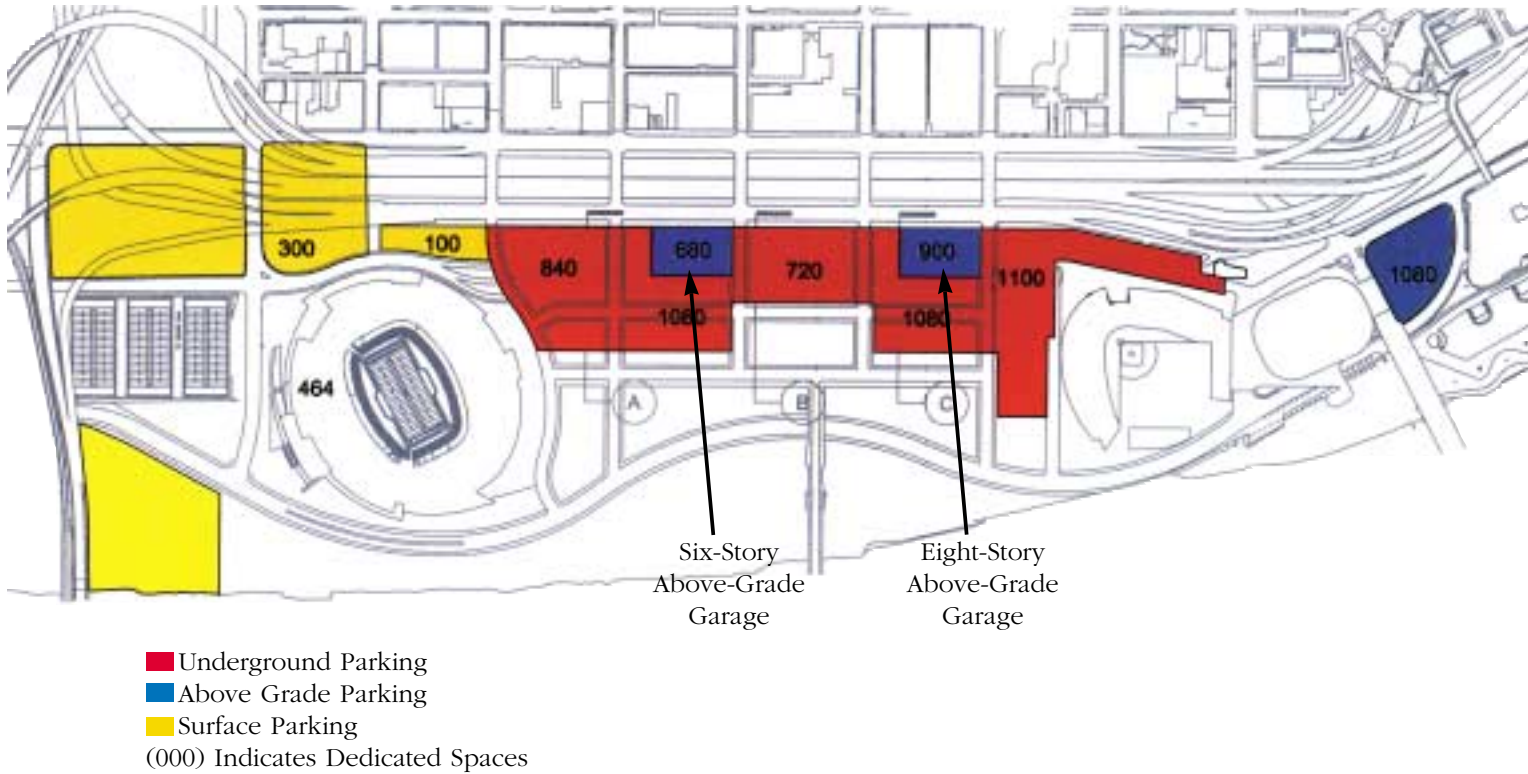 300
100
840
680
720
900
1100
1080
1080
1080
464
A
B
C
Six-Story
Above-Grade
Garage
Eight-Story
Above-Grade
Garage
Underground Parking
Above Grade Parking
Surface Parking
(000) Indicates Dedicated Spaces